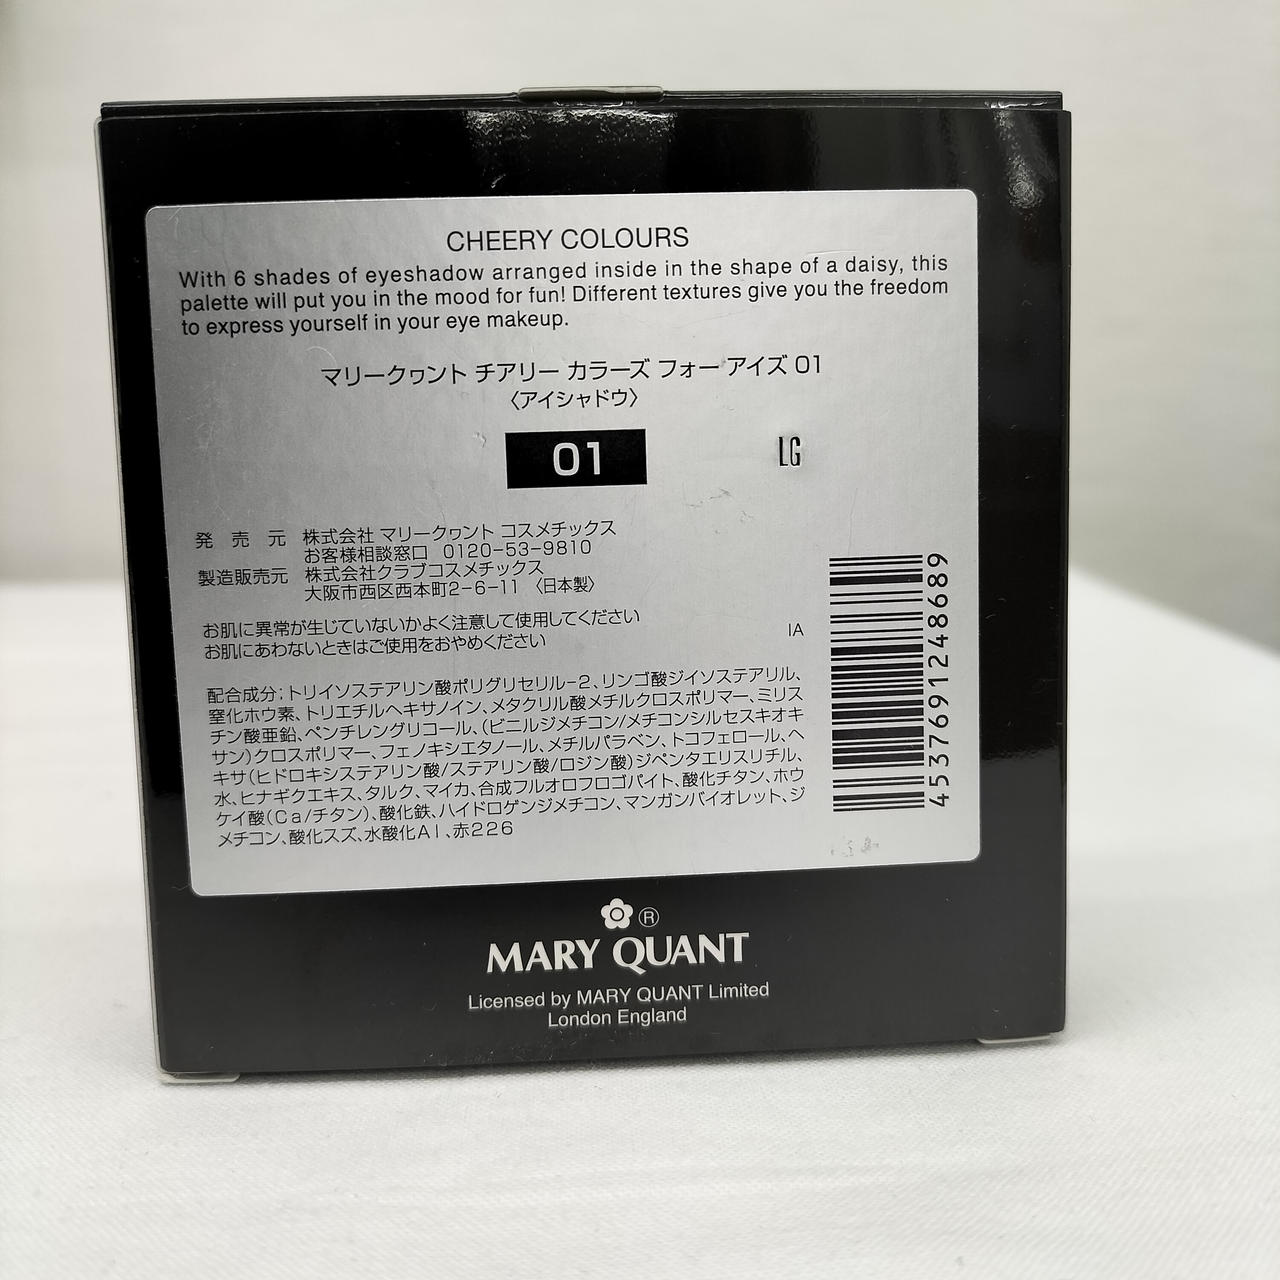 CHEERY COLOURS
With 6 shades of eyeshadow arranged inside in the shape of a daisy, this
palette will put you in the mood for fun! Different textures give you the freedom
to express yourself in your eye makeup.
マリークヮント チアリー カラーズ フォー アイズ 01
〈アイシャドウ〉
01
LG
発 売 元 株式会社 マリークヮント コスメチックス
お客様相談窓口 0120-53-9810
製造販売元 株式会社クラブコスメチックス
大阪市西区西本町2-6-11 〈日本製〉
お肌に異常が生じていないかよく注意して使用してください
お肌にあわないときはご使用をおやめください
IA
配合成分;トリイソステアリン酸ポリグリセリル-2、リンゴ酸ジイソステアリル、
窒化ホウ素、トリエチルヘキサノイン、メタクリル酸メチルクロスポリマー、ミリス
チン酸亜鉛、ペンチレングリコール、(ビニルジメチコン/メチコンシルセスキオキ
サン)クロスポリマー、フェノキシエタノール、メチルパラベン、トコフェロール、ヘ
キサ(ヒドロキシステアリン酸/ステアリン酸/ロジン酸)ジペンタエリスリチル、
水、ヒナギクエキス、タルク、マイカ、合成フルオロフロゴパイト、酸化チタン、ホウ
ケイ酸(Ca/チタン)、酸化鉄、ハイドロゲンジメチコン、マンガンバイオレット、ジ
メチコン、酸化スズ、水酸化Al、赤226
4537691248689
®
MARY QUANT
Licensed by MARY QUANT Limited
London England